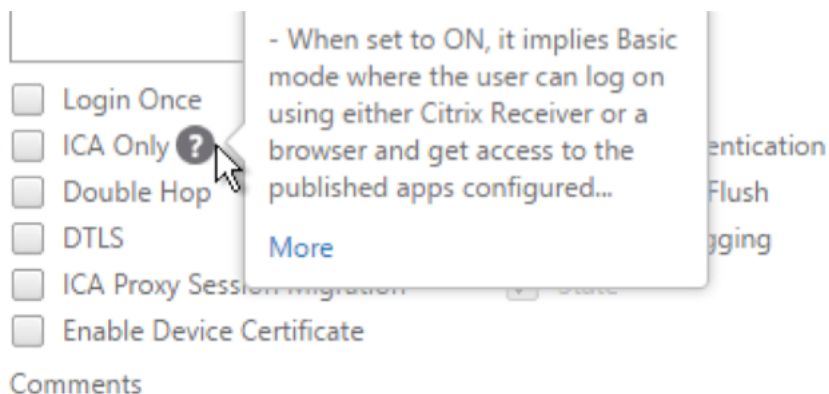 - When set to ON, it implies Basic
mode where the user can log on
using either Citrix Receiver or a
browser and get access to the
published apps configured...
More
Login Once
ICA Only ?
Double Hop
DTLS
ICA Proxy Session Migration
Enable Device Certificate
entication
Flush
gging
State
Comments